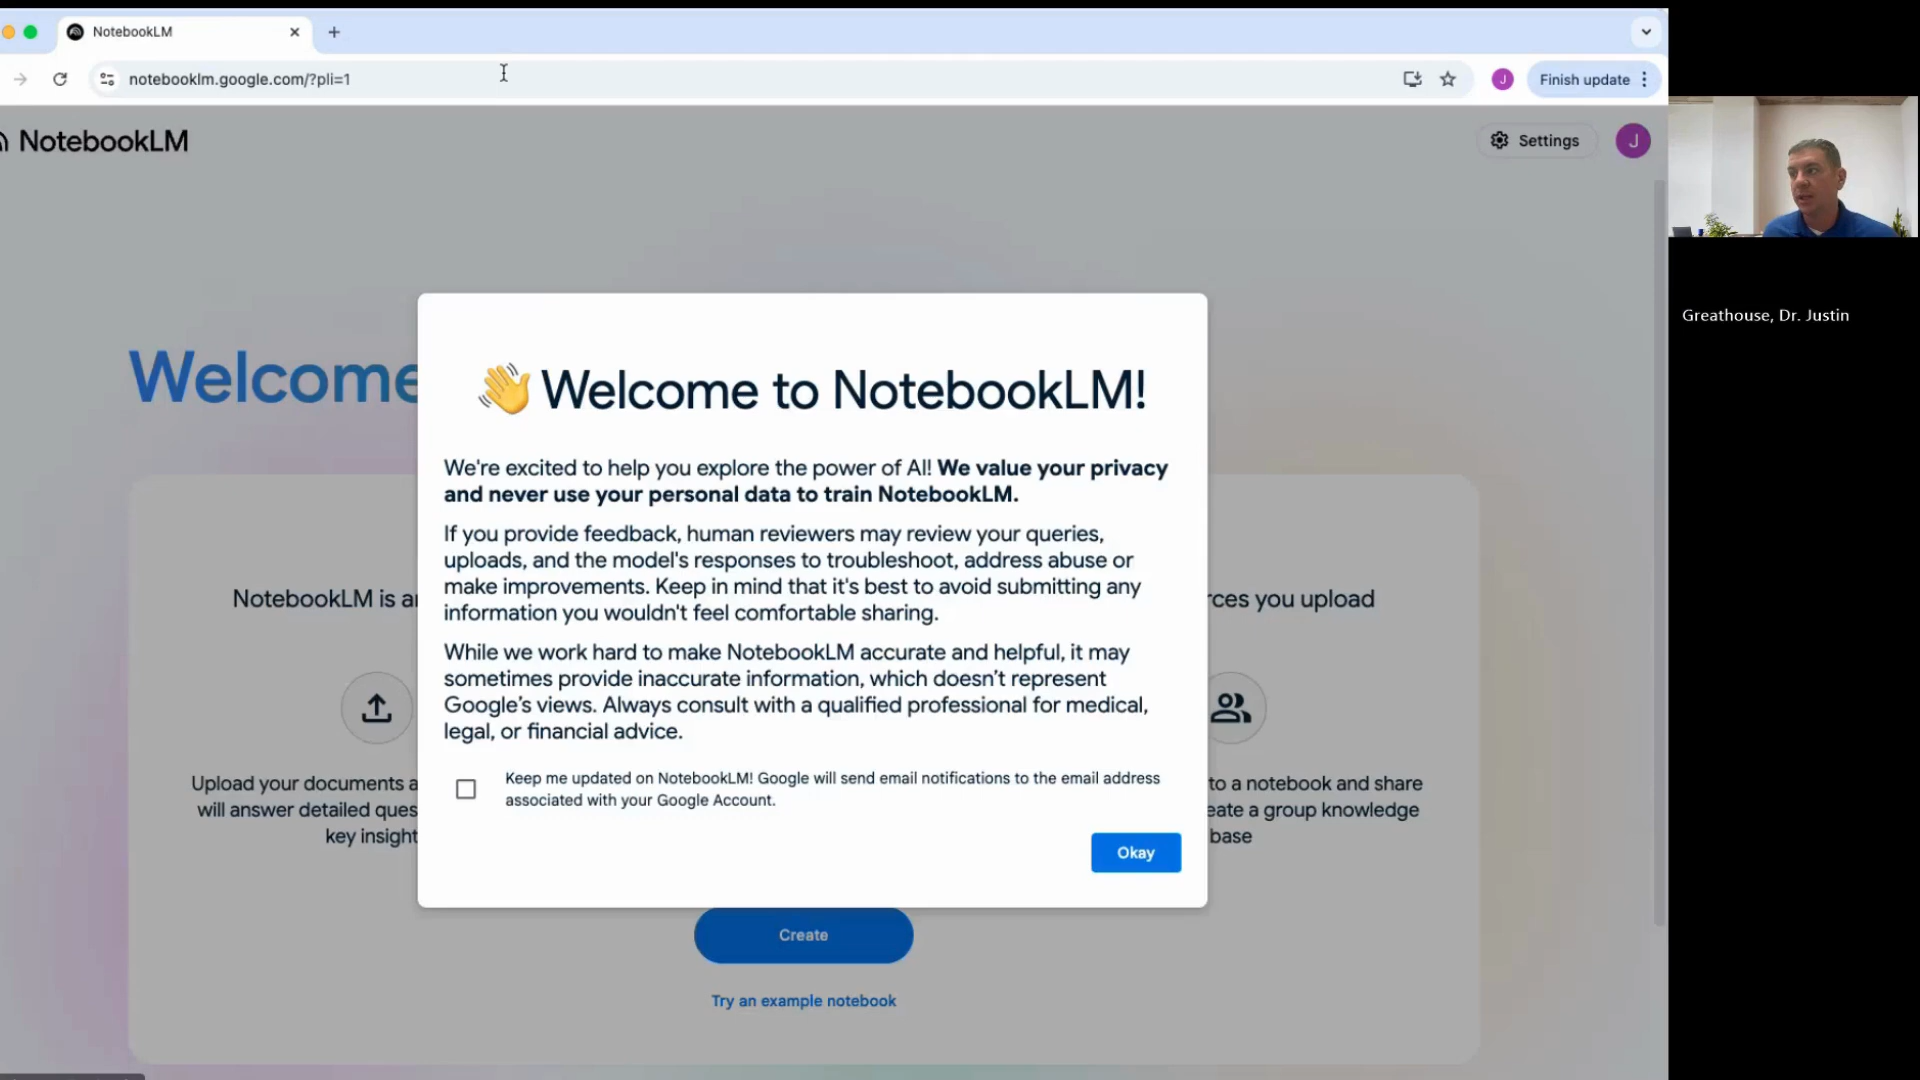 NotebookLM
notebooklm.google.com/?pli=1
J
Finish update
NotebookLM
Settings
J
Greathouse, Dr. Justin
Welcome
👋 Welcome to NotebookLM!
We're excited to help you explore the power of AI! We value your privacy
and never use your personal data to train NotebookLM.
If you provide feedback, human reviewers may review your queries,
uploads, and the model's responses to troubleshoot, address abuse or
make improvements. Keep in mind that it's best to avoid submitting any
information you wouldn't feel comfortable sharing.
While we work hard to make NotebookLM accurate and helpful, it may
sometimes provide inaccurate information, which doesn’t represent
Google’s views. Always consult with a qualified professional for medical,
legal, or financial advice.
Keep me updated on NotebookLM! Google will send email notifications to the email address
associated with your Google Account.
Okay
NotebookLM is
rces you upload
Upload your documents
will answer detailed ques
key insight
to a notebook and share
eate a group knowledge
base
Create
Try an example notebook